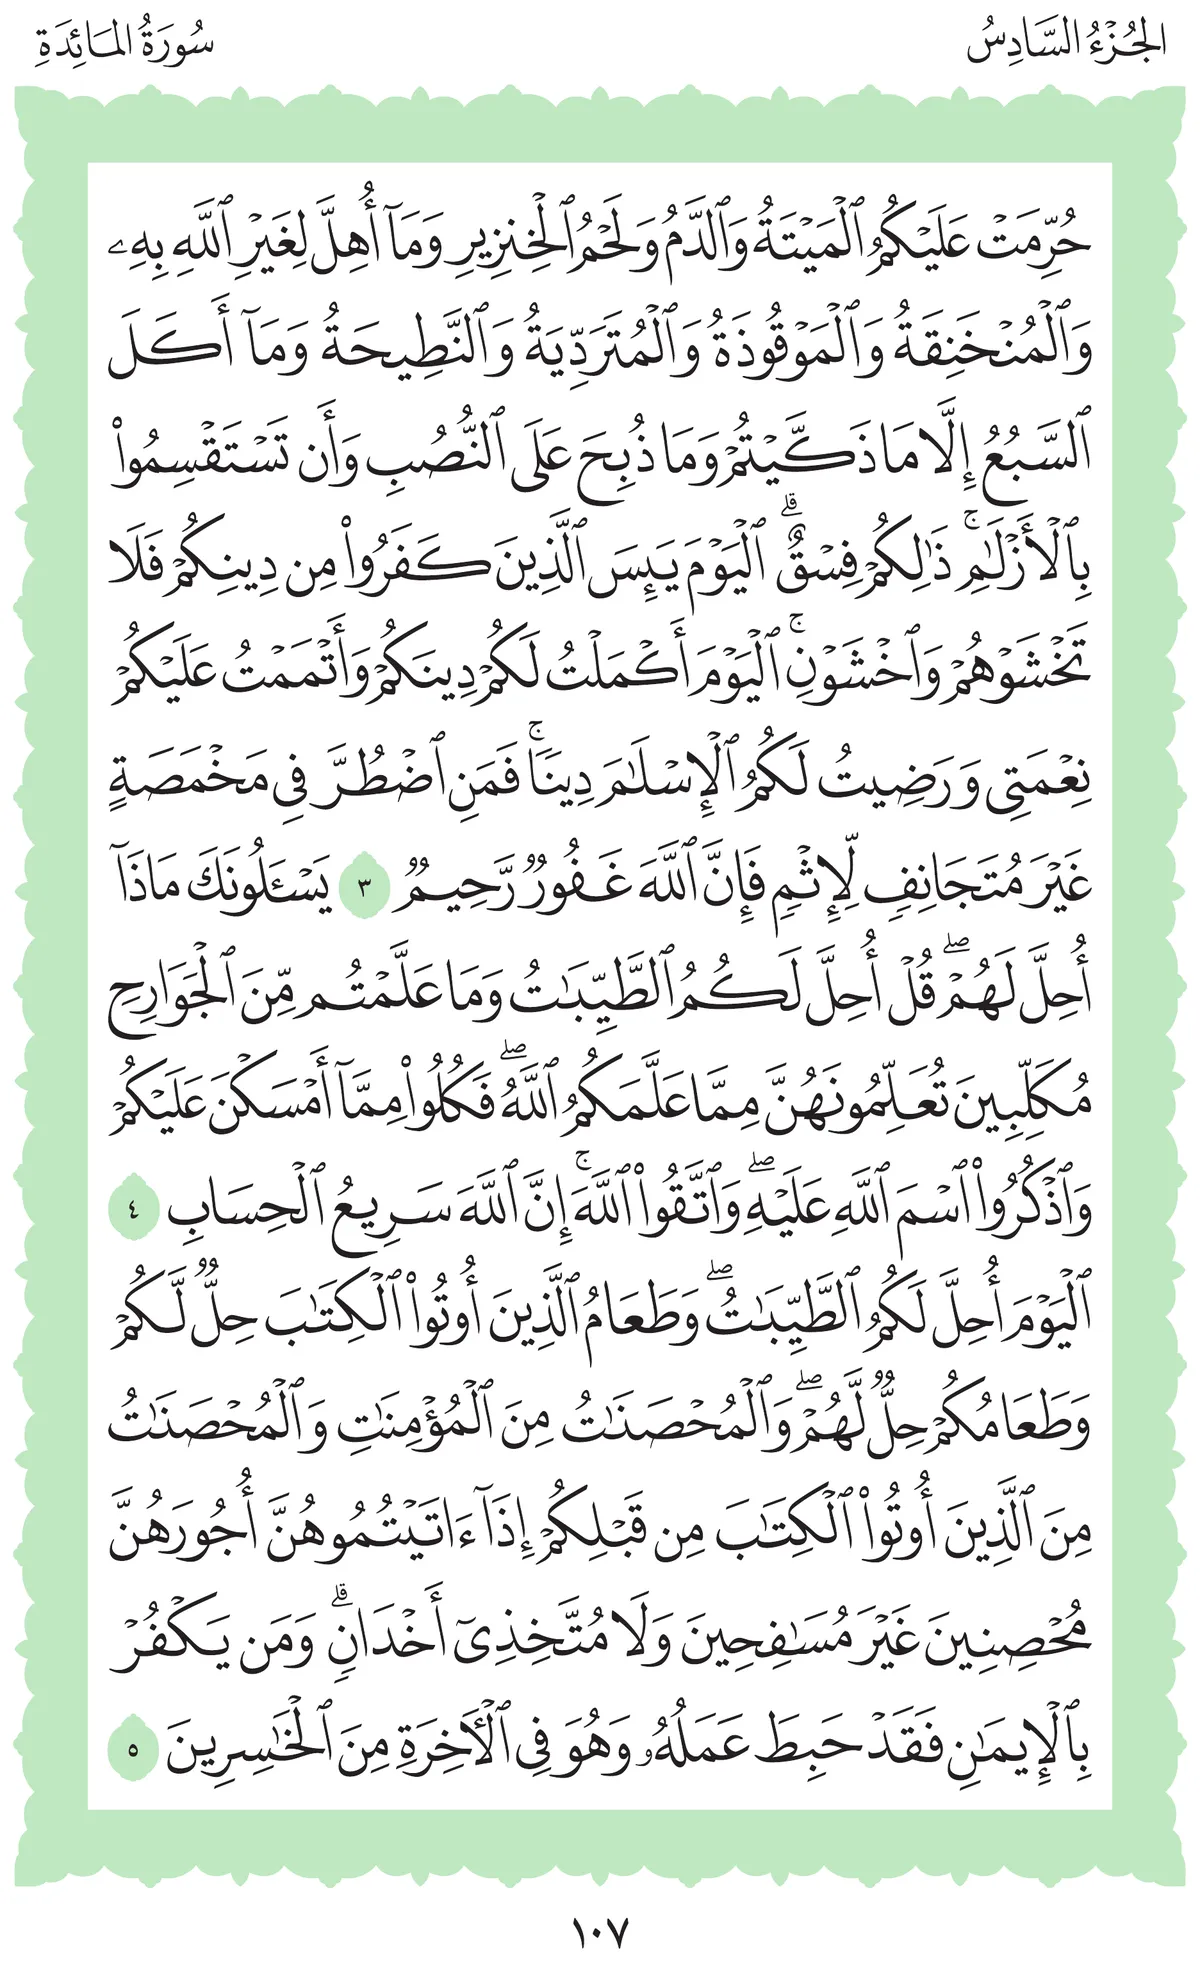 الجُزْءُ السَّادِسُ
سُورَةُ المَائِدَةِ
حُرِّمَتۡ عَلَيۡكُمُ ٱلۡمَيۡتَةُ وَٱلدَّمُ وَلَحۡمُ ٱلۡخِنزِيرِ وَمَآ أُهِلَّ لِغَيۡرِ ٱللَّهِ بِهِۦ
وَٱلۡمُنۡخَنِقَةُ وَٱلۡمَوۡقُوذَةُ وَٱلۡمُتَرَدِّيَةُ وَٱلنَّطِيحَةُ وَمَآ أَكَلَ
ٱلسَّبُعُ إِلَّا مَا ذَكَّيۡتُمۡ وَمَا ذُبِحَ عَلَى ٱلنُّصُبِ وَأَن تَسۡتَقۡسِمُواْ
بِٱلۡأَزۡلَٰمِۚ ذَٰلِكُمۡ فِسۡقٌۗ ٱلۡيَوۡمَ يَئِسَ ٱلَّذِينَ كَفَرُواْ مِن دِينِكُمۡ فَلَا
تَخۡشَوۡهُمۡ وَٱخۡشَوۡنِۚ ٱلۡيَوۡمَ أَكۡمَلۡتُ لَكُمۡ دِينَكُمۡ وَأَتۡمَمۡتُ عَلَيۡكُمۡ
نِعۡمَتِي وَرَضِيتُ لَكُمُ ٱلۡإِسۡلَٰمَ دِينٗاۚ فَمَنِ ٱضۡطُرَّ فِي مَخۡمَصَةٍ
غَيۡرَ مُتَجَانِفٖ لِّإِثۡمٖ فَإِنَّ ٱللَّهَ غَفُورٞ رَّحِيمٞ ٣ يَسۡـَٔلُونَكَ مَاذَآ
أُحِلَّ لَهُمۡۖ قُلۡ أُحِلَّ لَكُمُ ٱلطَّيِّبَٰتُ وَمَا عَلَّمۡتُم مِّنَ ٱلۡجَوَارِحِ
مُكَلِّبِينَ تُعَلِّمُونَهُنَّ مِمَّا عَلَّمَكُمُ ٱللَّهُۖ فَكُلُواْ مِمَّآ أَمۡسَكۡنَ عَلَيۡكُمۡ
وَٱذۡكُرُواْ ٱسۡمَ ٱللَّهِ عَلَيۡهِۖ وَٱتَّقُواْ ٱللَّهَۚ إِنَّ ٱللَّهَ سَرِيعُ ٱلۡحِسَابِ ٤
ٱلۡيَوۡمَ أُحِلَّ لَكُمُ ٱلطَّيِّبَٰتُۖ وَطَعَامُ ٱلَّذِينَ أُوتُواْ ٱلۡكِتَٰبَ حِلّٞ لَّكُمۡ
وَطَعَامُكُمۡ حِلّٞ لَّهُمۡۖ وَٱلۡمُحۡصَنَٰتُ مِنَ ٱلۡمُؤۡمِنَٰتِ وَٱلۡمُحۡصَنَٰتُ
مِنَ ٱلَّذِينَ أُوتُواْ ٱلۡكِتَٰبَ مِن قَبۡلِكُمۡ إِذَآ ءَاتَيۡتُمُوهُنَّ أُجُورَهُنَّ
مُحۡصِنِينَ غَيۡرَ مُسَٰفِحِينَ وَلَا مُتَّخِذِيٓ أَخۡدَانٖۗ وَمَن يَكۡفُرۡ
بِٱلۡإِيمَٰنِ فَقَدۡ حَبِطَ عَمَلُهُۥ وَهُوَ فِي ٱلۡأٓخِرَةِ مِنَ ٱلۡخَٰسِرِينَ ٥
١٠٧